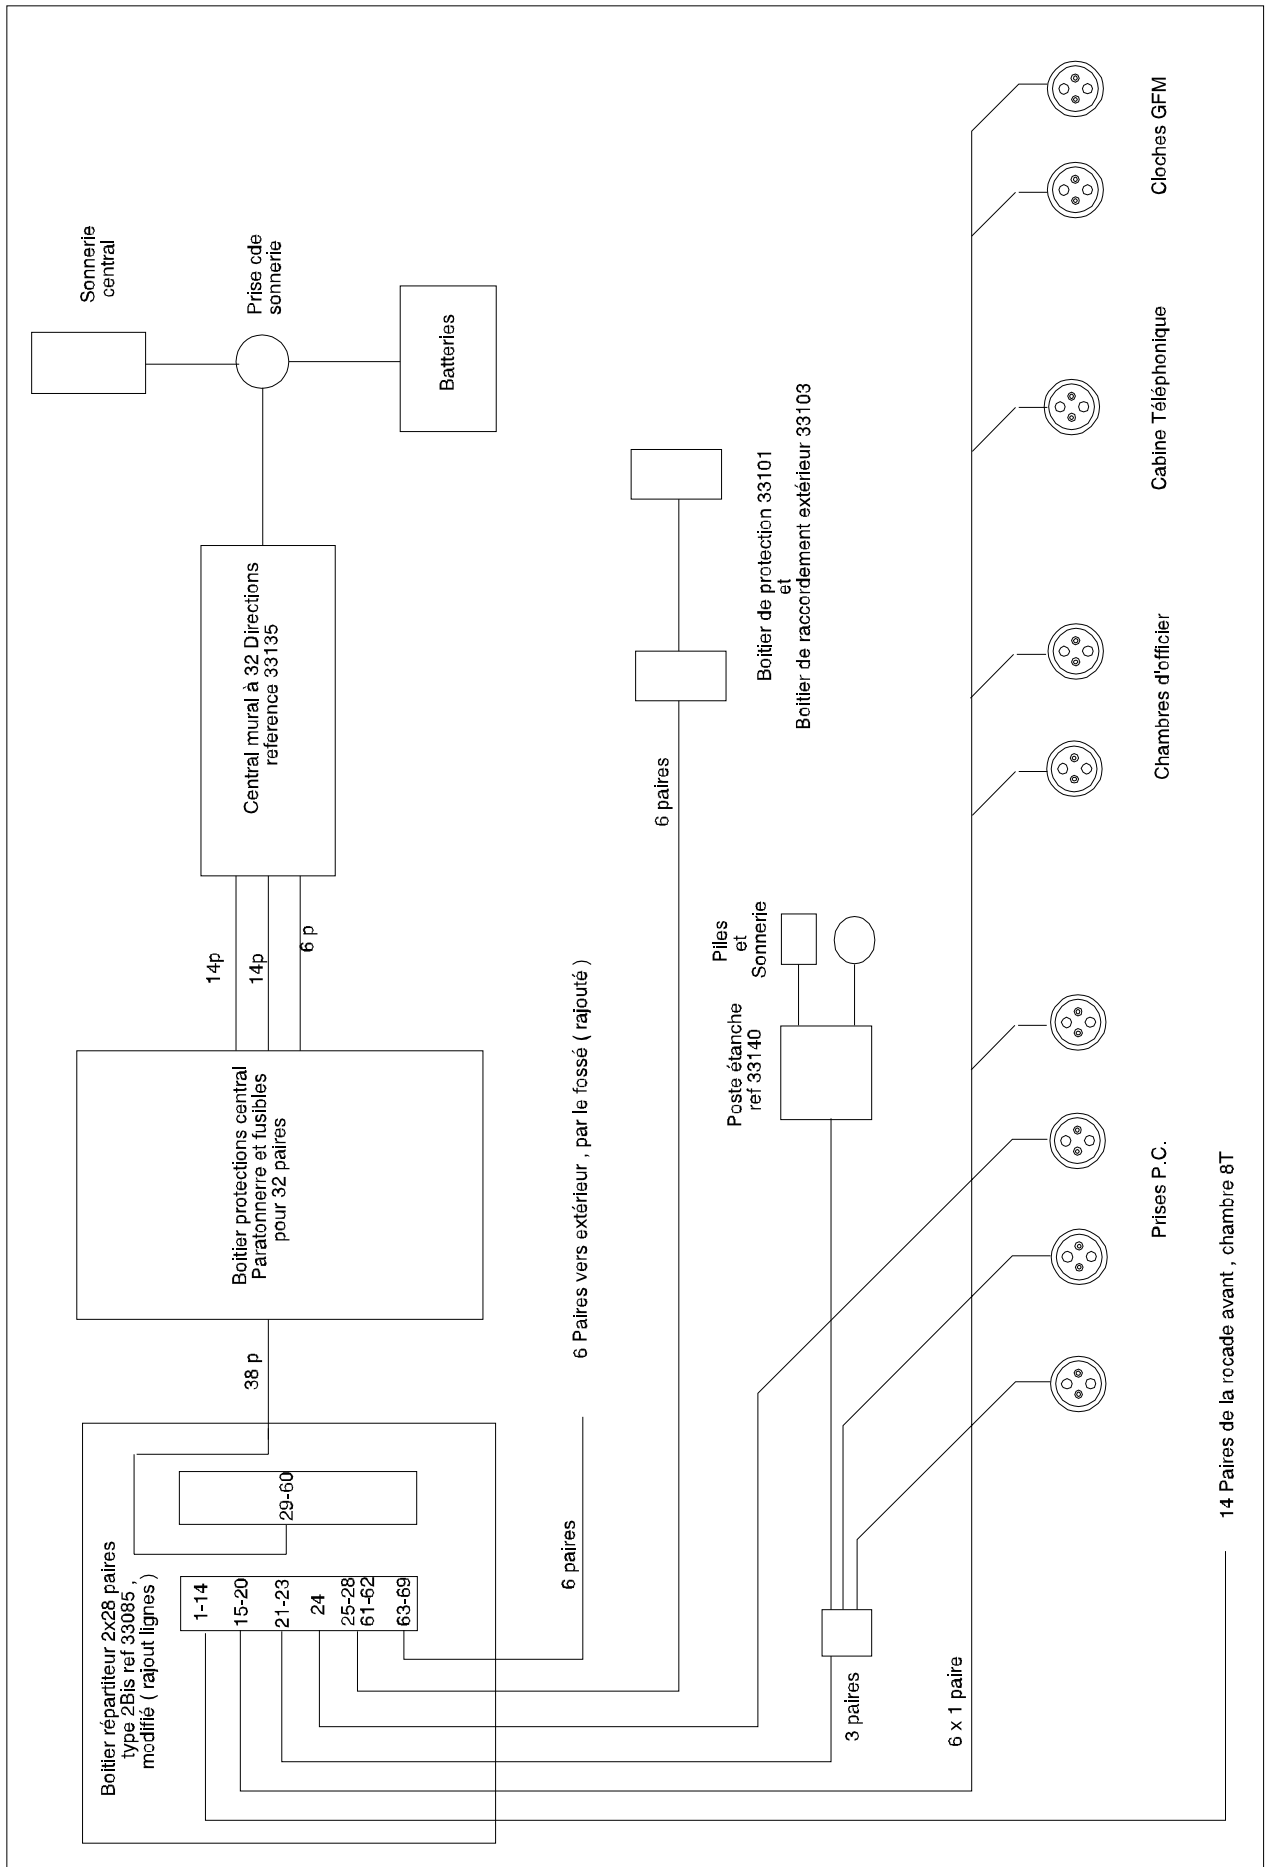 Sonnerie
central
Prise cde
sonnerie
Batteries
Central mural à 32 Directions
reference 33135
14p
14p
6 p
Boitier protections central
Paratonnerre et fusibles
pour 32 paires
38 p
Boitier répartiteur 2x28 paires
type 2Bis ref 33085 ,
modifié ( rajout lignes )
29-60
1-14
15-20
21-23
24
25-28
61-62
63-69
6 paires
6 Paires vers extérieur , par le fossé ( rajouté )
6 paires
Boitier de protection 33101
et
Boitier de raccordement extérieur 33103
Piles
et
Sonnerie
Poste étanche
ref 33140
3 paires
6 x 1 paire
Cloches GFM
Cabine Téléphonique
Chambres d'officier
Prises P.C.
14 Paires de la rocade avant , chambre 8T